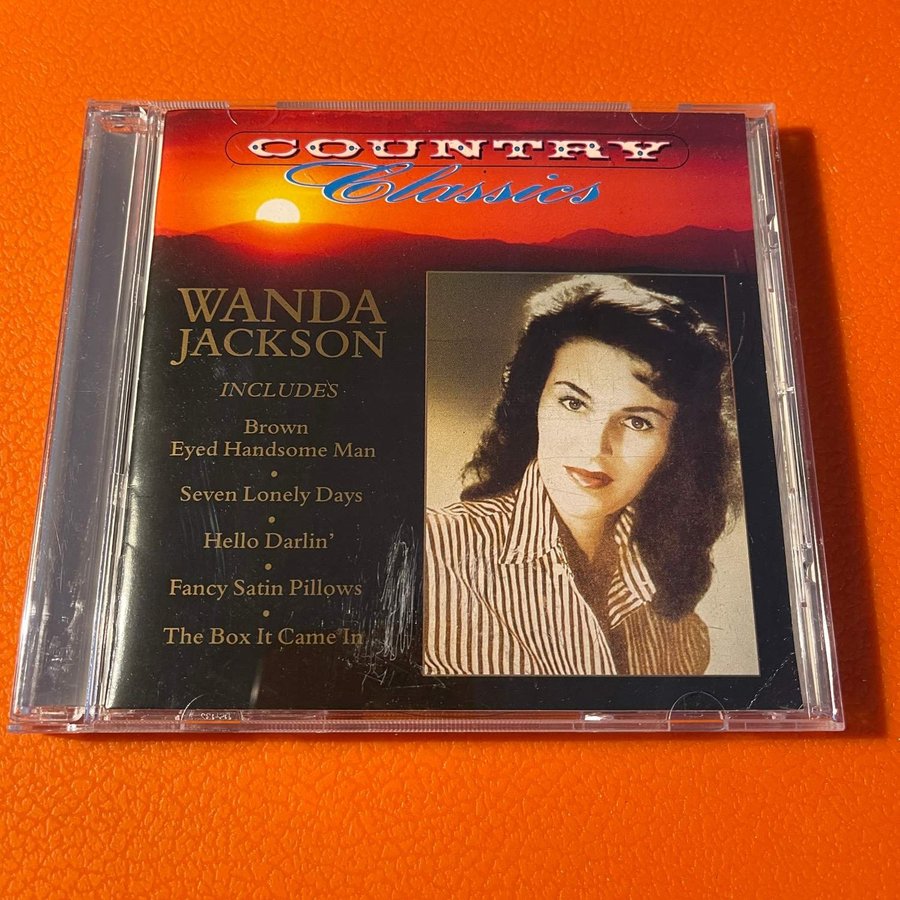 COUNTRY
Classics
WANDA
JACKSON
INCLUDES
Brown
Eyed Handsome Man
Seven Lonely Days
Hello Darlin'
Fancy Satin Pillows
The Box It Came In